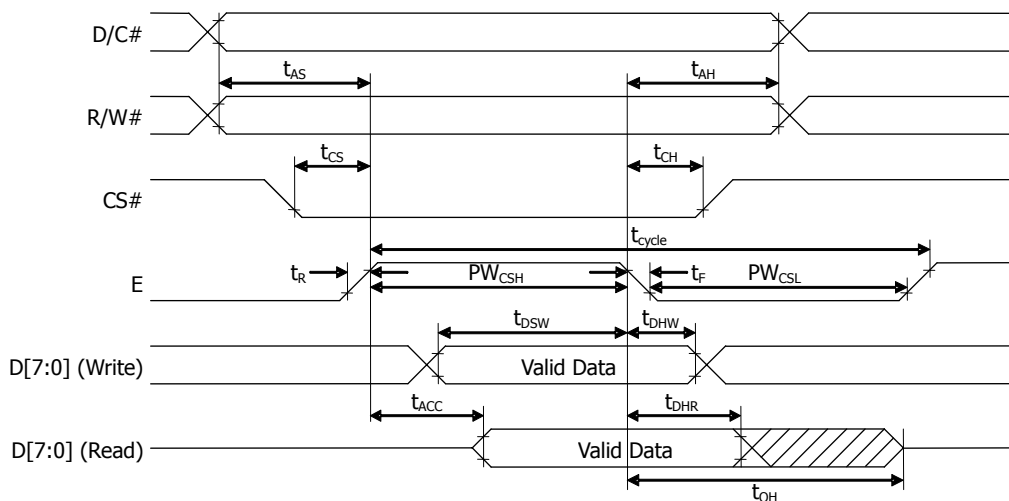 D/C#
tAS
tAH
R/W#
tCS
tCH
CS#
tcycle
E
tR
PWCSH
tF
PWCSL
tDSW
tDHW
D[7:0] (Write)
Valid Data
tACC
tDHR
D[7:0] (Read)
Valid Data
tOH